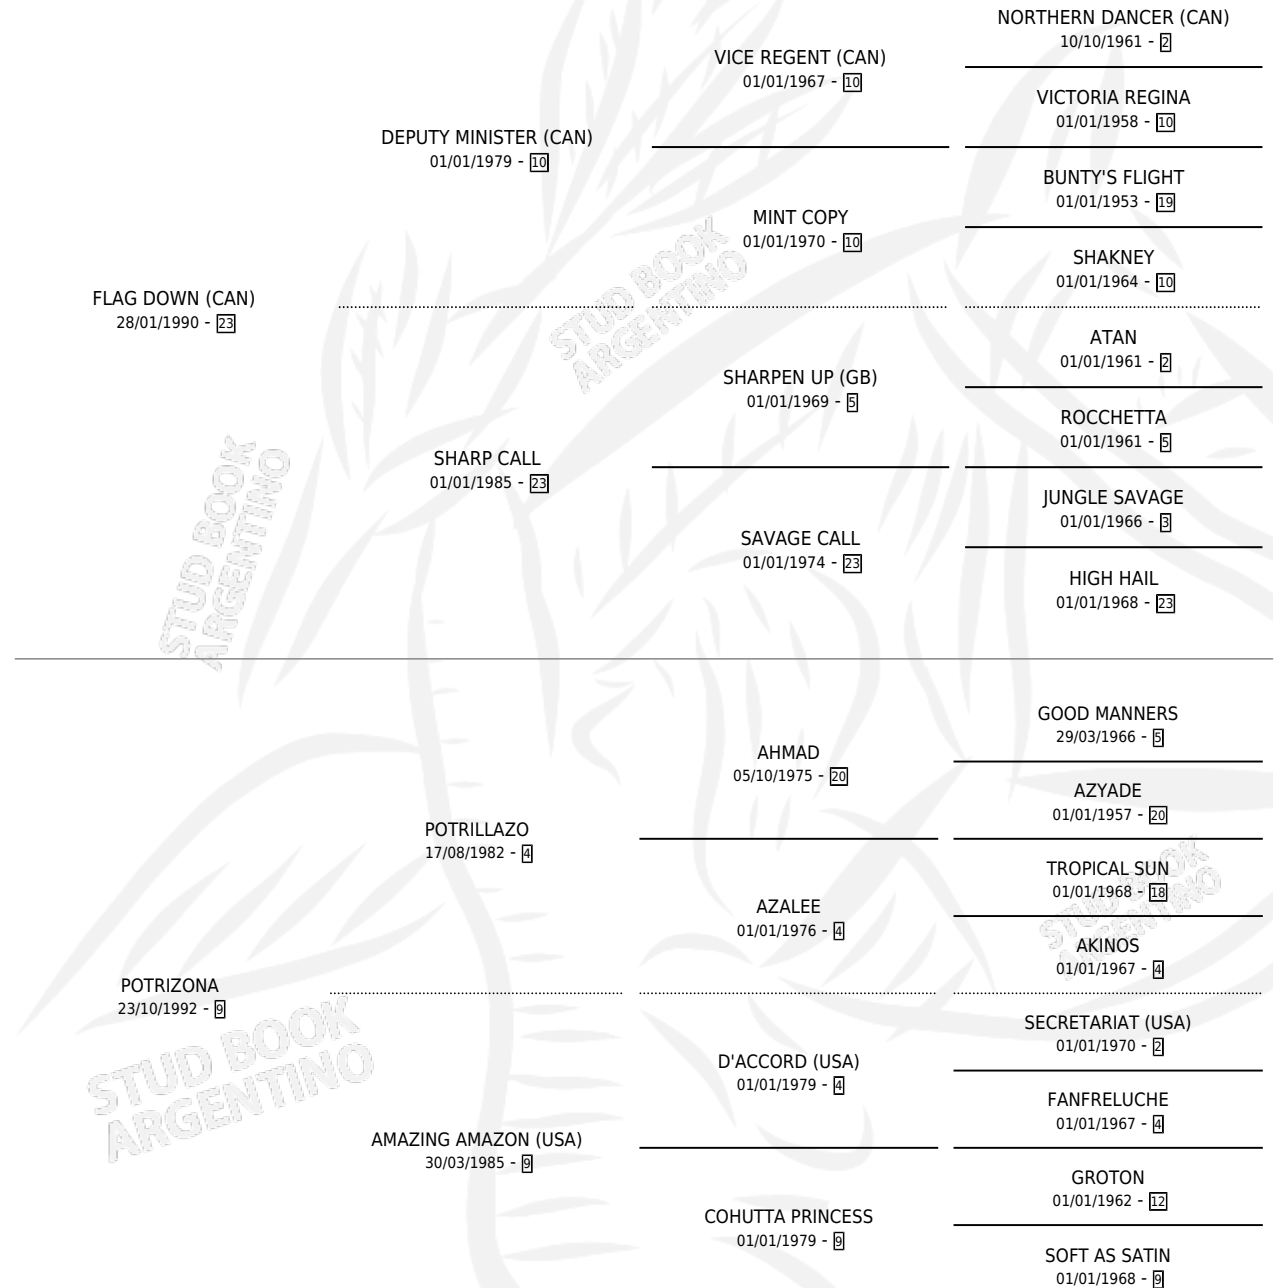 NORTHERN DANCER (CAN)
10/10/1961 - 2
VICE REGENT (CAN)
01/01/1967 - 10
VICTORIA REGINA
01/01/1958 - 10
DEPUTY MINISTER (CAN)
01/01/1979 - 10
BUNTY'S FLIGHT
01/01/1953 - 19
MINT COPY
01/01/1970 - 10
SHAKNEY
01/01/1964 - 10
FLAG DOWN (CAN)
28/01/1990 - 23
ATAN
01/01/1961 - 2
SHARPEN UP (GB)
01/01/1969 - 5
ROCCHETTA
01/01/1961 - 5
SHARP CALL
01/01/1985 - 23
JUNGLE SAVAGE
01/01/1966 - 3
SAVAGE CALL
01/01/1974 - 23
HIGH HAIL
01/01/1968 - 23
GOOD MANNERS
29/03/1966 - 5
AHMAD
05/10/1975 - 20
AZYADE
01/01/1957 - 20
POTRILLAZO
17/08/1982 - 4
TROPICAL SUN
01/01/1968 - 18
AZALEE
01/01/1976 - 4
AKINOS
01/01/1967 - 4
POTRIZONA
23/10/1992 - 9
SECRETARIAT (USA)
01/01/1970 - 2
D'ACCORD (USA)
01/01/1979 - 4
FANFRELUCHE
01/01/1967 - 4
AMAZING AMAZON (USA)
30/03/1985 - 9
GROTON
01/01/1962 - 12
COHUTTA PRINCESS
01/01/1979 - 9
SOFT AS SATIN
01/01/1968 - 9
STUD BOOK
ARGENTINO
STUD BOOK
ARGENTINO
STUD BOOK
ARGENTINO
STUD BOOK
ARGENTINO